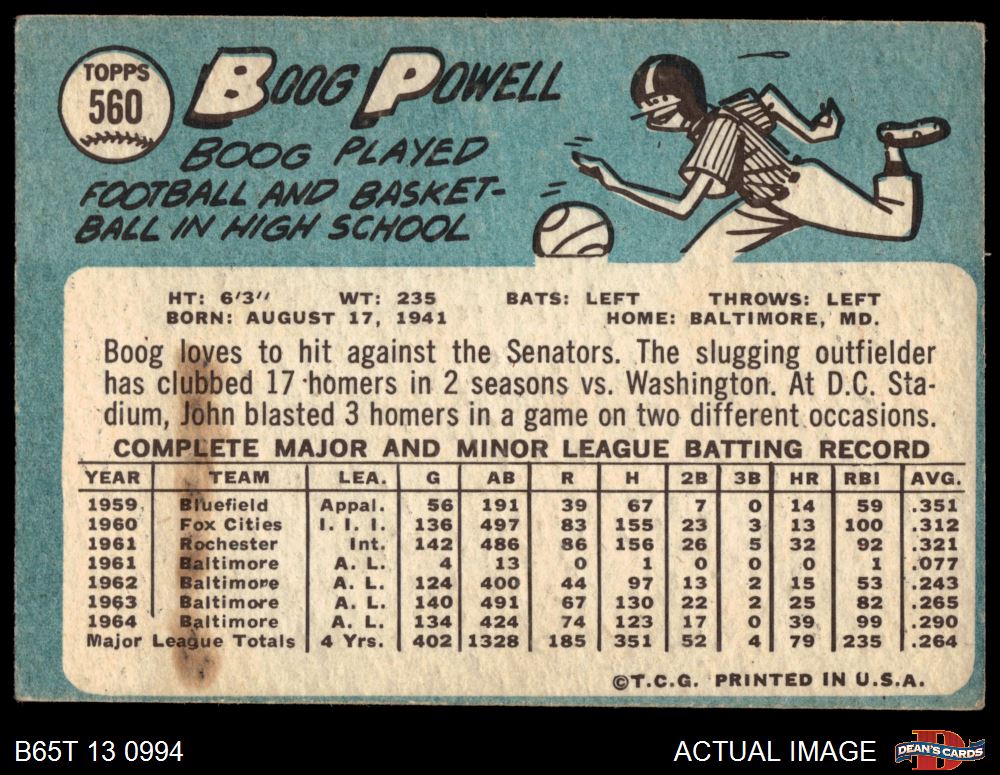 TOPPS
560
BOOG POWELL
BOOG PLAYED
FOOTBALL AND BASKET-
BALL IN HIGH SCHOOL
HT: 6'3" WT: 235 BATS: LEFT THROWS: LEFT
BORN: AUGUST 17, 1941 HOME: BALTIMORE, MD.
Boog loves to hit against the Senators. The slugging outfielder
has clubbed 17 homers in 2 seasons vs. Washington. At D.C. Sta-
dium, John blasted 3 homers in a game on two different occasions.
COMPLETE MAJOR AND MINOR LEAGUE BATTING RECORD
YEAR TEAM LEA. G AB R H 2B 3B HR RBI AVG.
1959 Bluefield Appal. 56 191 39 67 7 0 14 59 .351
1960 Fox Cities I. I. I. 136 497 83 155 23 3 13 100 .312
1961 Rochester Int. 142 486 86 156 26 5 32 92 .321
1961 Baltimore A. L. 4 13 0 1 0 0 0 1 .077
1962 Baltimore A. L. 124 400 44 97 13 2 15 53 .243
1963 Baltimore A. L. 140 491 67 130 22 2 25 82 .265
1964 Baltimore A. L. 134 424 74 123 17 0 39 99 .290
Major League Totals 4 Yrs. 402 1328 185 351 52 4 79 235 .264
©T.C.G. PRINTED IN U.S.A.
B65T 13 0994 ACTUAL IMAGE DEAN'S CARDS